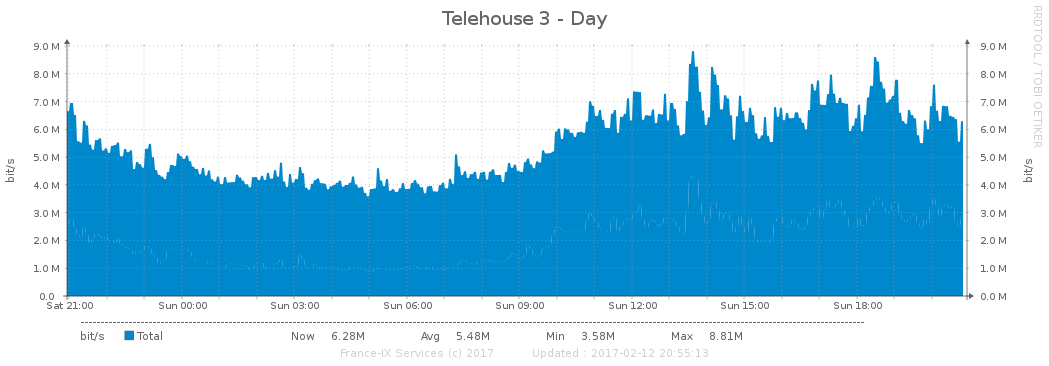 Telehouse 3 - Day
RRDTOOL / TOBI OETIKER
bit/s
9.0 M 9.0 M
8.0 M 8.0 M
7.0 M 7.0 M
6.0 M 6.0 M
5.0 M 5.0 M
4.0 M 4.0 M
3.0 M 3.0 M
2.0 M 2.0 M
1.0 M 1.0 M
0.0 0.0 M
bit/s
Sat 21:00 Sun 00:00 Sun 03:00 Sun 06:00 Sun 09:00 Sun 12:00 Sun 15:00 Sun 18:00
bit/s Total Now 6.28M Avg 5.48M Min 3.58M Max 8.81M
France-IX Services (c) 2017 Updated : 2017-02-12 20:55:13